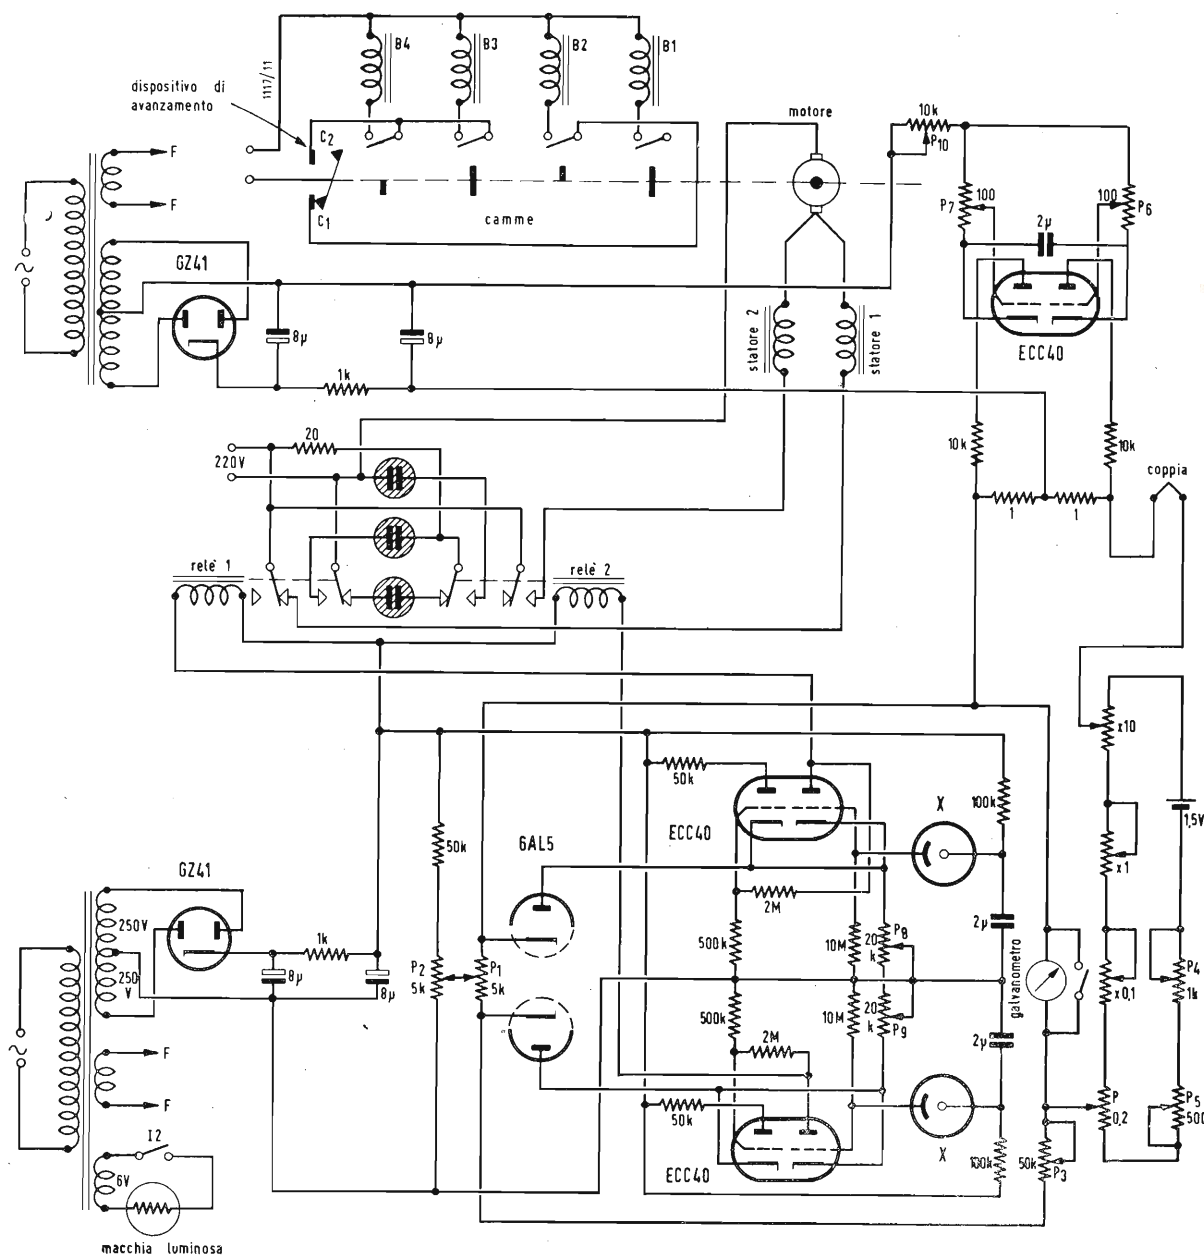 B4
B3
B2
B1
1117/11
dispositivo di
avanzamento
C2
C1
camme
motore
10k
P10
F
F
100
P7
100
P6
2µ
ECC40
GZ41
8µ
8µ
1k
statore 2
statore 1
10k
10k
1
1
coppia
20
220V
relè 1
relè 2
x10
1,5V
x1
x0,1
P4
1k
P
0,2
P5
500
50k
ECC40
X
100k
50k
6AL5
2M
500k
10M
P8
20
k
2µ
P2
5k
P1
5k
500k
10M
20
k
P9
2µ
galvanometro
2M
50k
ECC40
X
100k
50k
P3
GZ41
250V
250
V
1k
8µ
8µ
F
F
I2
6V
macchia luminosa